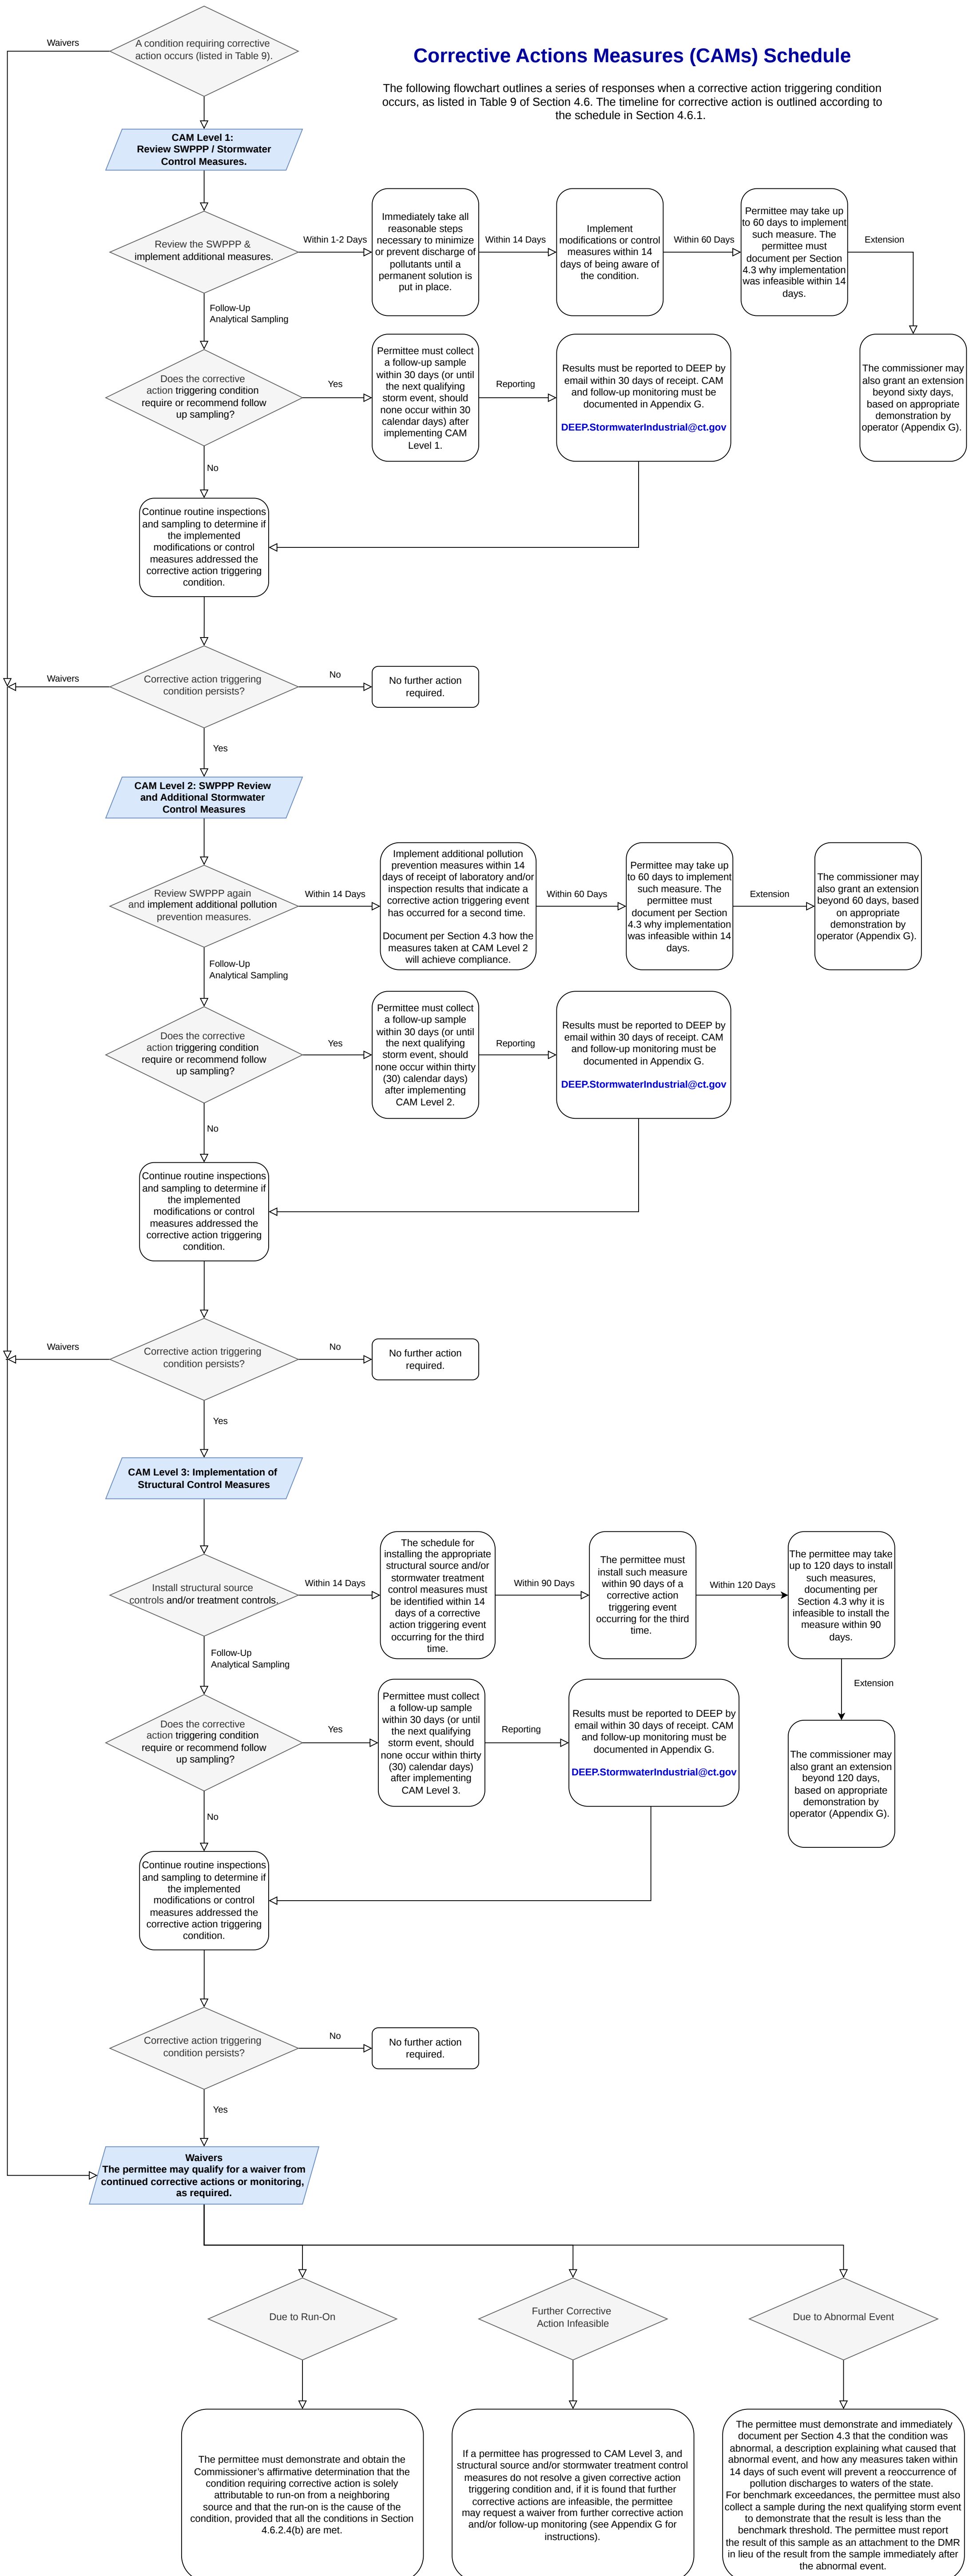 Waivers
A condition requiring corrective
action occurs (listed in Table 9).
Corrective Actions Measures (CAMs) Schedule
The following flowchart outlines a series of responses when a corrective action triggering condition
occurs, as listed in Table 9 of Section 4.6. The timeline for corrective action is outlined according to
the schedule in Section 4.6.1.
CAM Level 1:
Review SWPPP / Stormwater
Control Measures.
Review the SWPPP &
implement additional measures.
Within 1-2 Days
Immediately take all
reasonable steps
necessary to minimize
or prevent discharge of
pollutants until a
permanent solution is
put in place.
Within 14 Days
Implement
modifications or control
measures within 14
days of being aware of
the condition.
Within 60 Days
Permittee may take up
to 60 days to implement
such measure. The
permittee must
document per Section
4.3 why implementation
was infeasible within 14
days.
Extension
The commissioner may
also grant an extension
beyond sixty days,
based on appropriate
demonstration by
operator (Appendix G).
Follow-Up
Analytical Sampling
Does the corrective
action triggering condition
require or recommend follow
up sampling?
Yes
Permittee must collect
a follow-up sample
within 30 days (or until
the next qualifying
storm event, should
none occur within 30
calendar days) after
implementing CAM
Level 1.
Reporting
Results must be reported to DEEP by
email within 30 days of receipt. CAM
and follow-up monitoring must be
documented in Appendix G.
DEEP.StormwaterIndustrial@ct.gov
No
Continue routine inspections
and sampling to determine if
the implemented
modifications or control
measures addressed the
corrective action triggering
condition.
Waivers
Corrective action triggering
condition persists?
No
No further action
required.
Yes
CAM Level 2: SWPPP Review
and Additional Stormwater
Control Measures
Review SWPPP again
and implement additional pollution
prevention measures.
Within 14 Days
Implement additional pollution
prevention measures within 14
days of receipt of laboratory and/or
inspection results that indicate a
corrective action triggering event
has occurred for a second time.
Document per Section 4.3 how the
measures taken at CAM Level 2
will achieve compliance.
Within 60 Days
Permittee may take up
to 60 days to implement
such measure. The
permittee must
document per Section
4.3 why implementation
was infeasible within 14
days.
Extension
The commissioner may
also grant an extension
beyond 60 days, based
on appropriate
demonstration by
operator (Appendix G).
Follow-Up
Analytical Sampling
Does the corrective
action triggering condition
require or recommend follow
up sampling?
Yes
Permittee must collect
a follow-up sample
within 30 days (or until
the next qualifying
storm event, should
none occur within thirty
(30) calendar days)
after implementing
CAM Level 2.
Reporting
Results must be reported to DEEP by
email within 30 days of receipt. CAM
and follow-up monitoring must be
documented in Appendix G.
DEEP.StormwaterIndustrial@ct.gov
No
Continue routine inspections
and sampling to determine if
the implemented
modifications or control
measures addressed the
corrective action triggering
condition.
Waivers
Corrective action triggering
condition persists?
No
No further action
required.
Yes
CAM Level 3: Implementation of
Structural Control Measures
Install structural source
controls and/or treatment controls.
Within 14 Days
The schedule for
installing the appropriate
structural source and/or
stormwater treatment
control measures must
be identified within 14
days of a corrective
action triggering event
occurring for the third
time.
Within 90 Days
The permittee must
install such measure
within 90 days of a
corrective action
triggering event
occurring for the third
time.
Within 120 Days
The permittee may take
up to 120 days to install
such measures,
documenting per
Section 4.3 why it is
infeasible to install the
measure within 90
days.
Extension
The commissioner may
also grant an extension
beyond 120 days,
based on appropriate
demonstration by
operator (Appendix G).
Follow-Up
Analytical Sampling
Does the corrective
action triggering condition
require or recommend follow
up sampling?
Yes
Permittee must collect
a follow-up sample
within 30 days (or until
the next qualifying
storm event, should
none occur within thirty
(30) calendar days)
after implementing
CAM Level 3.
Reporting
Results must be reported to DEEP by
email within 30 days of receipt. CAM
and follow-up monitoring must be
documented in Appendix G.
DEEP.StormwaterIndustrial@ct.gov
No
Continue routine inspections
and sampling to determine if
the implemented
modifications or control
measures addressed the
corrective action triggering
condition.
Corrective action triggering
condition persists?
No
No further action
required.
Yes
Waivers
The permittee may qualify for a waiver from
continued corrective actions or monitoring,
as required.
Due to Run-On
Further Corrective
Action Infeasible
Due to Abnormal Event
The permittee must demonstrate and obtain the
Commissioner's affirmative determination that the
condition requiring corrective action is solely
attributable to run-on from a neighboring
source and that the run-on is the cause of the
condition, provided that all the conditions in Section
4.6.2.4(b) are met.
If a permittee has progressed to CAM Level 3, and
structural source and/or stormwater treatment control
measures do not resolve a given corrective action
triggering condition and, if it is found that further
corrective actions are infeasible, the permittee
may request a waiver from further corrective action
and/or follow-up monitoring (see Appendix G for
instructions).
The permittee must demonstrate and immediately
document per Section 4.3 that the condition was
abnormal, a description explaining what caused that
abnormal event, and how any measures taken within
14 days of such event will prevent a reoccurrence of
pollution discharges to waters of the state.
For benchmark exceedances, the permittee must also
collect a sample during the next qualifying storm event
to demonstrate that the result is less than the
benchmark threshold. The permittee must report
the result of this sample as an attachment to the DMR
in lieu of the result from the sample immediately after
the abnormal event.